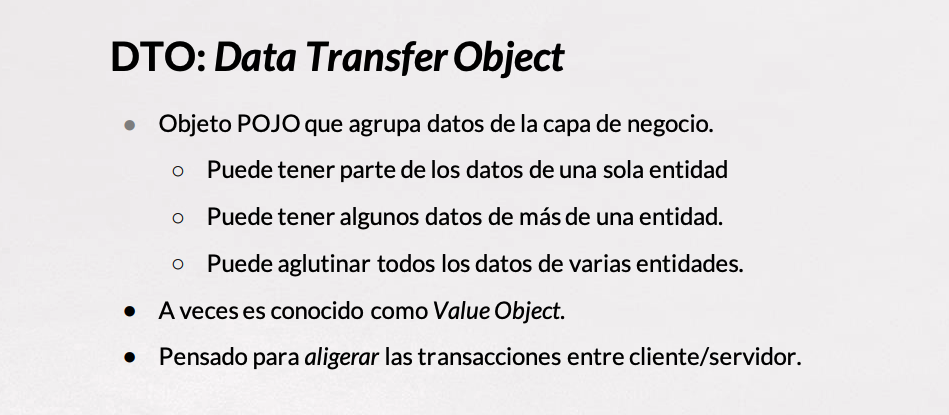 DTO: Data Transfer Object
● Objeto POJO que agrupa datos de la capa de negocio.
○ Puede tener parte de los datos de una sola entidad
○ Puede tener algunos datos de más de una entidad.
○ Puede aglutinar todos los datos de varias entidades.
● A veces es conocido como Value Object.
● Pensado para aligerar las transacciones entre cliente/servidor.